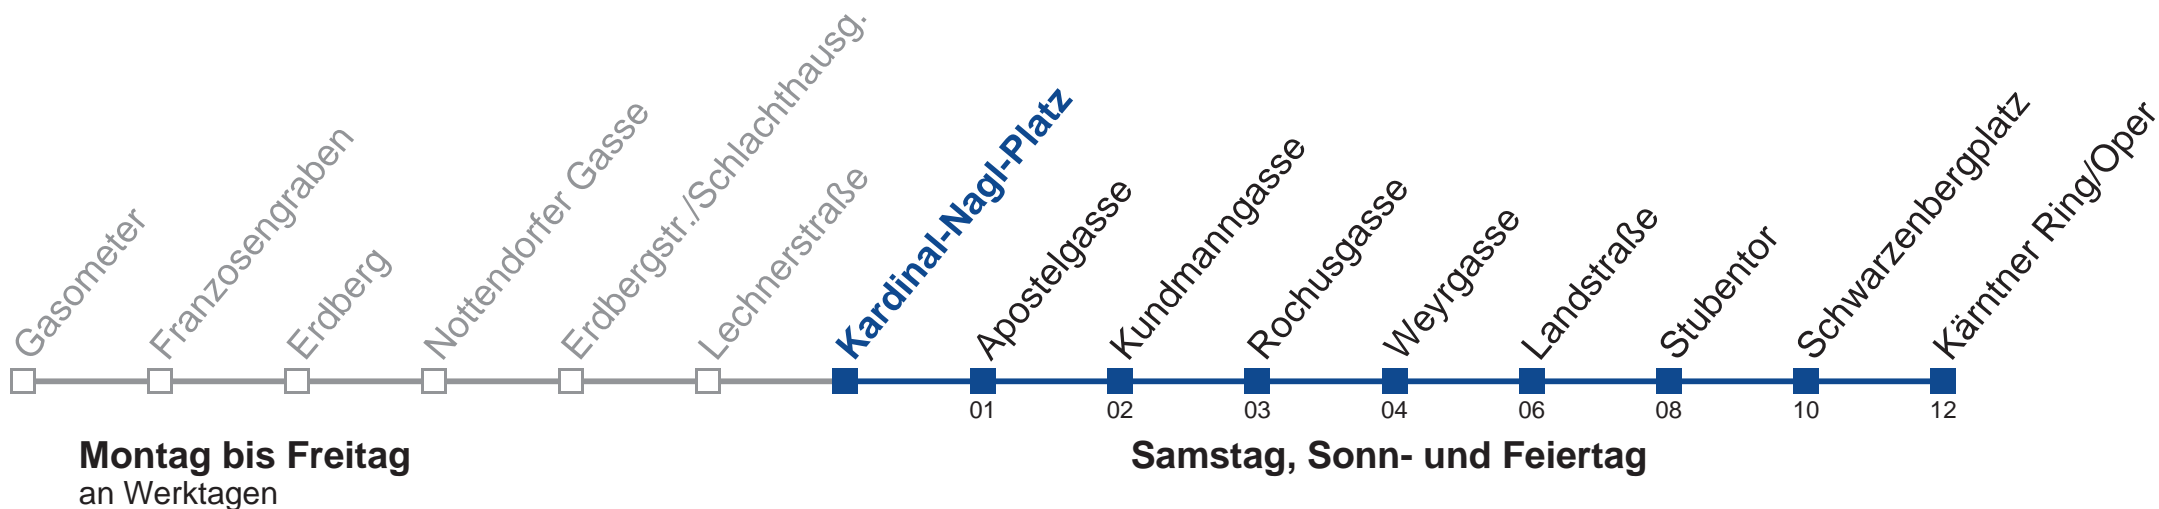 Gasometer
Franzosengraben
Erdberg
Nottendorfer Gasse
Erdbergstr./Schlachthausg.
Lechnerstraße
Kardinal-Nagl-Platz
Apostelgasse
Kundmanngasse
Rochusgasse
Weyrgasse
Landstraße
Stubentor
Schwarzenbergplatz
Kärntner Ring/Oper
01 02 03 04 06 08 10 12
Montag bis Freitag
an Werktagen
Samstag, Sonn- und Feiertag